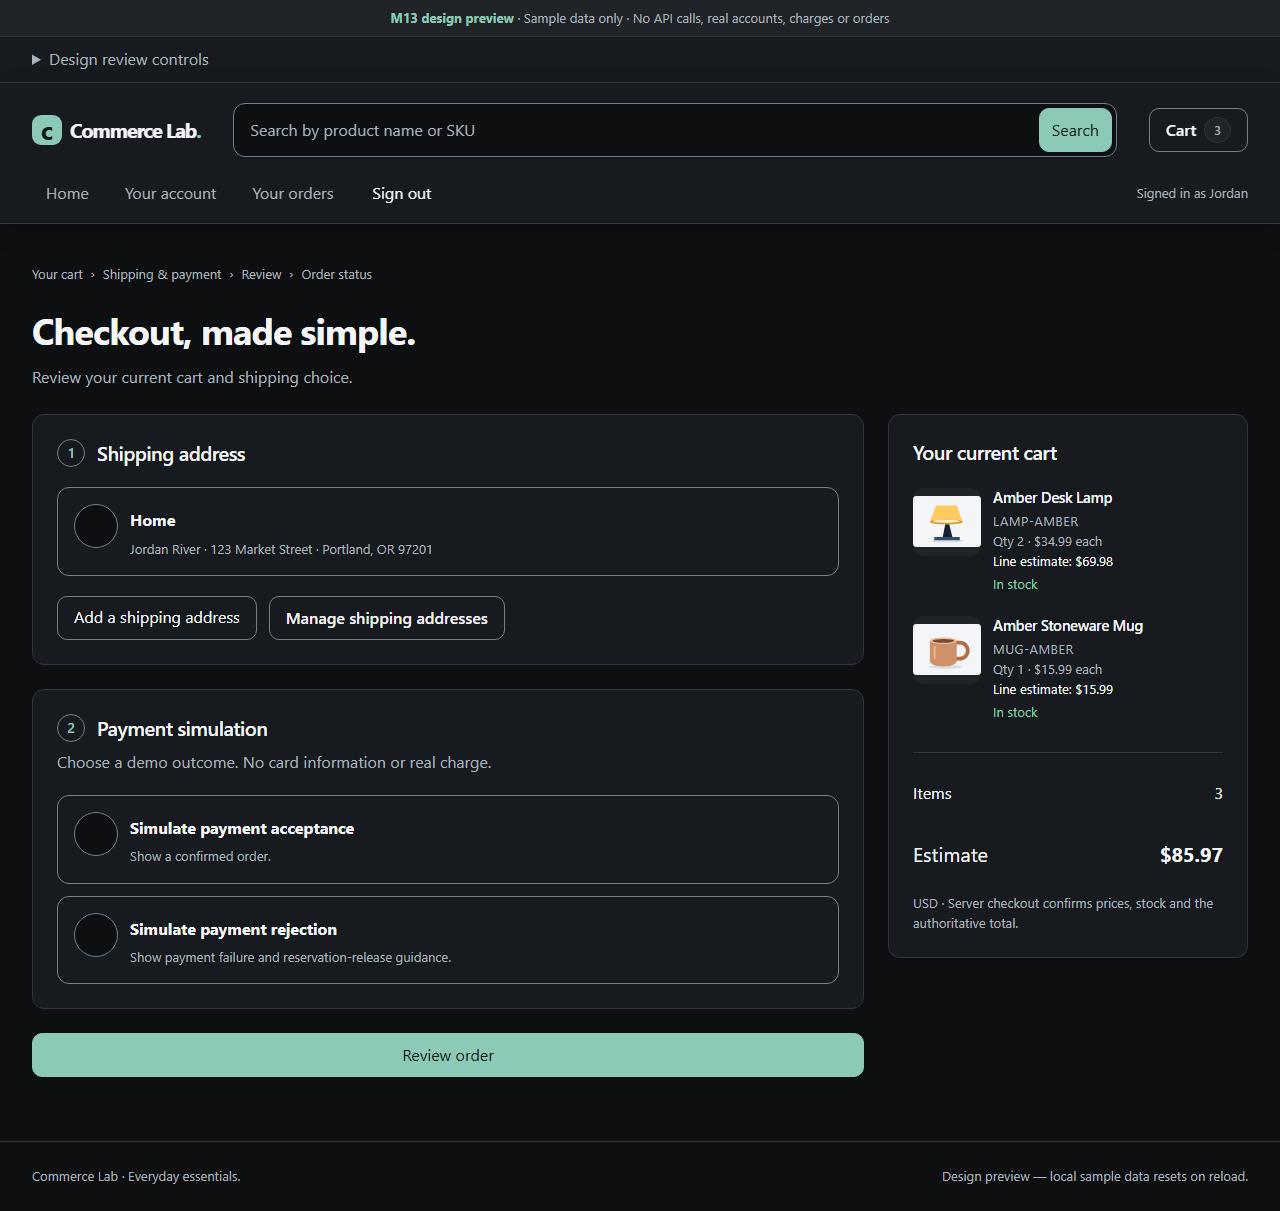 M13 design preview · Sample data only · No API calls, real accounts, charges or orders
Design review controls
c Commerce Lab.
Search by product name or SKU
Search
Cart 3
Home Your account Your orders Sign out
Signed in as Jordan
Your cart › Shipping & payment › Review › Order status
Checkout, made simple.
Review your current cart and shipping choice.
1 Shipping address
Home
Jordan River · 123 Market Street · Portland, OR 97201
Add a shipping address
Manage shipping addresses
2 Payment simulation
Choose a demo outcome. No card information or real charge.
Simulate payment acceptance
Show a confirmed order.
Simulate payment rejection
Show payment failure and reservation-release guidance.
Review order
Your current cart
Amber Desk Lamp
LAMP-AMBER
Qty 2 · $34.99 each
Line estimate: $69.98
In stock
Amber Stoneware Mug
MUG-AMBER
Qty 1 · $15.99 each
Line estimate: $15.99
In stock
Items 3
Estimate $85.97
USD · Server checkout confirms prices, stock and the
authoritative total.
Commerce Lab · Everyday essentials.
Design preview — local sample data resets on reload.